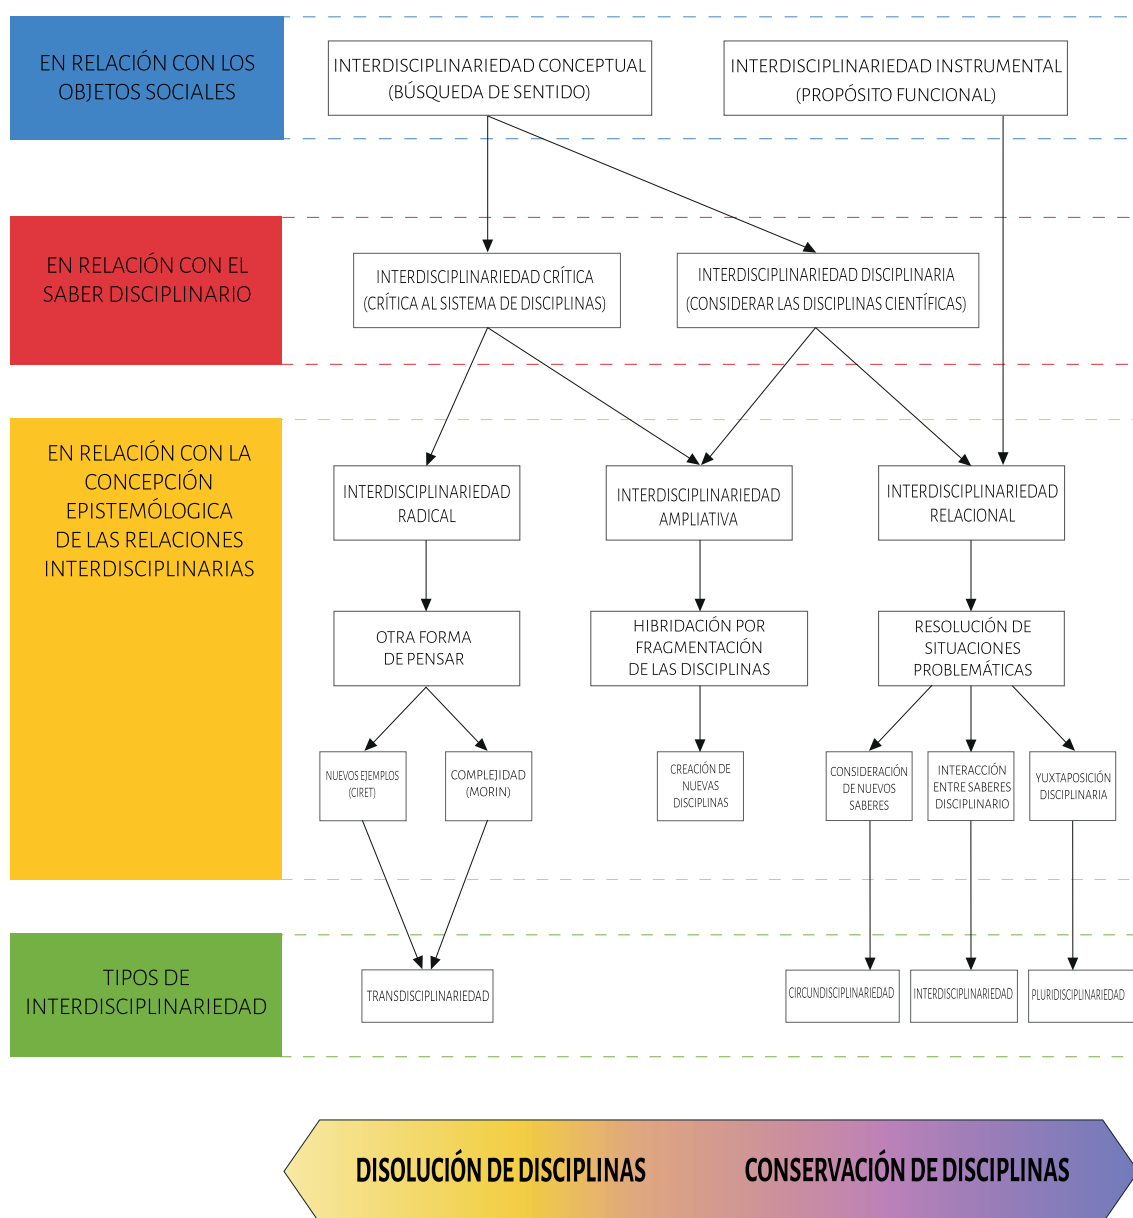 EN RELACIÓN CON LOS
OBJETOS SOCIALES
INTERDISCIPLINARIEDAD CONCEPTUAL
(BÚSQUEDA DE SENTIDO)
INTERDISCIPLINARIEDAD INSTRUMENTAL
(PROPÓSITO FUNCIONAL)
EN RELACIÓN CON EL
SABER DISCIPLINARIO
INTERDISCIPLINARIEDAD CRÍTICA
(CRÍTICA AL SISTEMA DE DISCIPLINAS)
INTERDISCIPLINARIEDAD DISCIPLINARIA
(CONSIDERAR LAS DISCIPLINAS CIENTÍFICAS)
EN RELACIÓN CON LA
CONCEPCIÓN
EPISTEMÓLOGICA
DE LAS RELACIONES
INTERDISCIPLINARIAS
INTERDISCIPLINARIEDAD
RADICAL
INTERDISCIPLINARIEDAD
AMPLIATIVA
INTERDISCIPLINARIEDAD
RELACIONAL
OTRA FORMA
DE PENSAR
HIBRIDACIÓN POR
FRAGMENTACIÓN
DE LAS DISCIPLINAS
RESOLUCIÓN DE
SITUACIONES
PROBLEMÁTICAS
NUEVOS EJEMPLOS
(CIRET)
COMPLEJIDAD
(MORIN)
CREACIÓN DE
NUEVAS
DISCIPLINAS
CONSIDERACIÓN
DE NUEVOS
SABERES
INTERACCIÓN
ENTRE SABERES
DISCIPLINARIO
YUXTAPOSICIÓN
DISCIPLINARIA
TIPOS DE
INTERDISCIPLINARIEDAD
TRANSDISCIPLINARIEDAD
CIRCUNDISCIPLINARIEDAD
INTERDISCIPLINARIEDAD
PLURIDISCIPLINARIEDAD
DISOLUCIÓN DE DISCIPLINAS
CONSERVACIÓN DE DISCIPLINAS